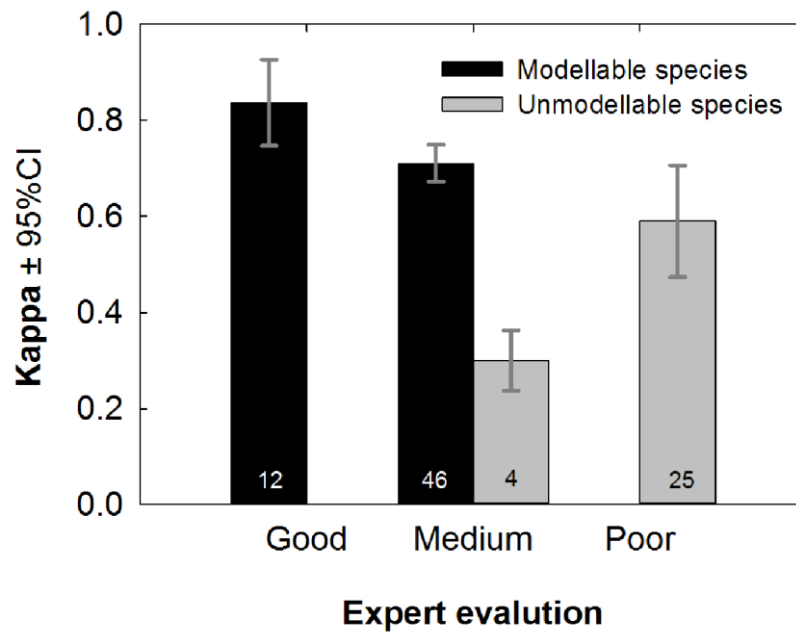 1.0
0.8
0.6
0.4
0.2
0.0
Kappa ± 95%CI
Modellable species
Unmodellable species
12
46
4
25
Good
Medium
Poor
Expert evalution